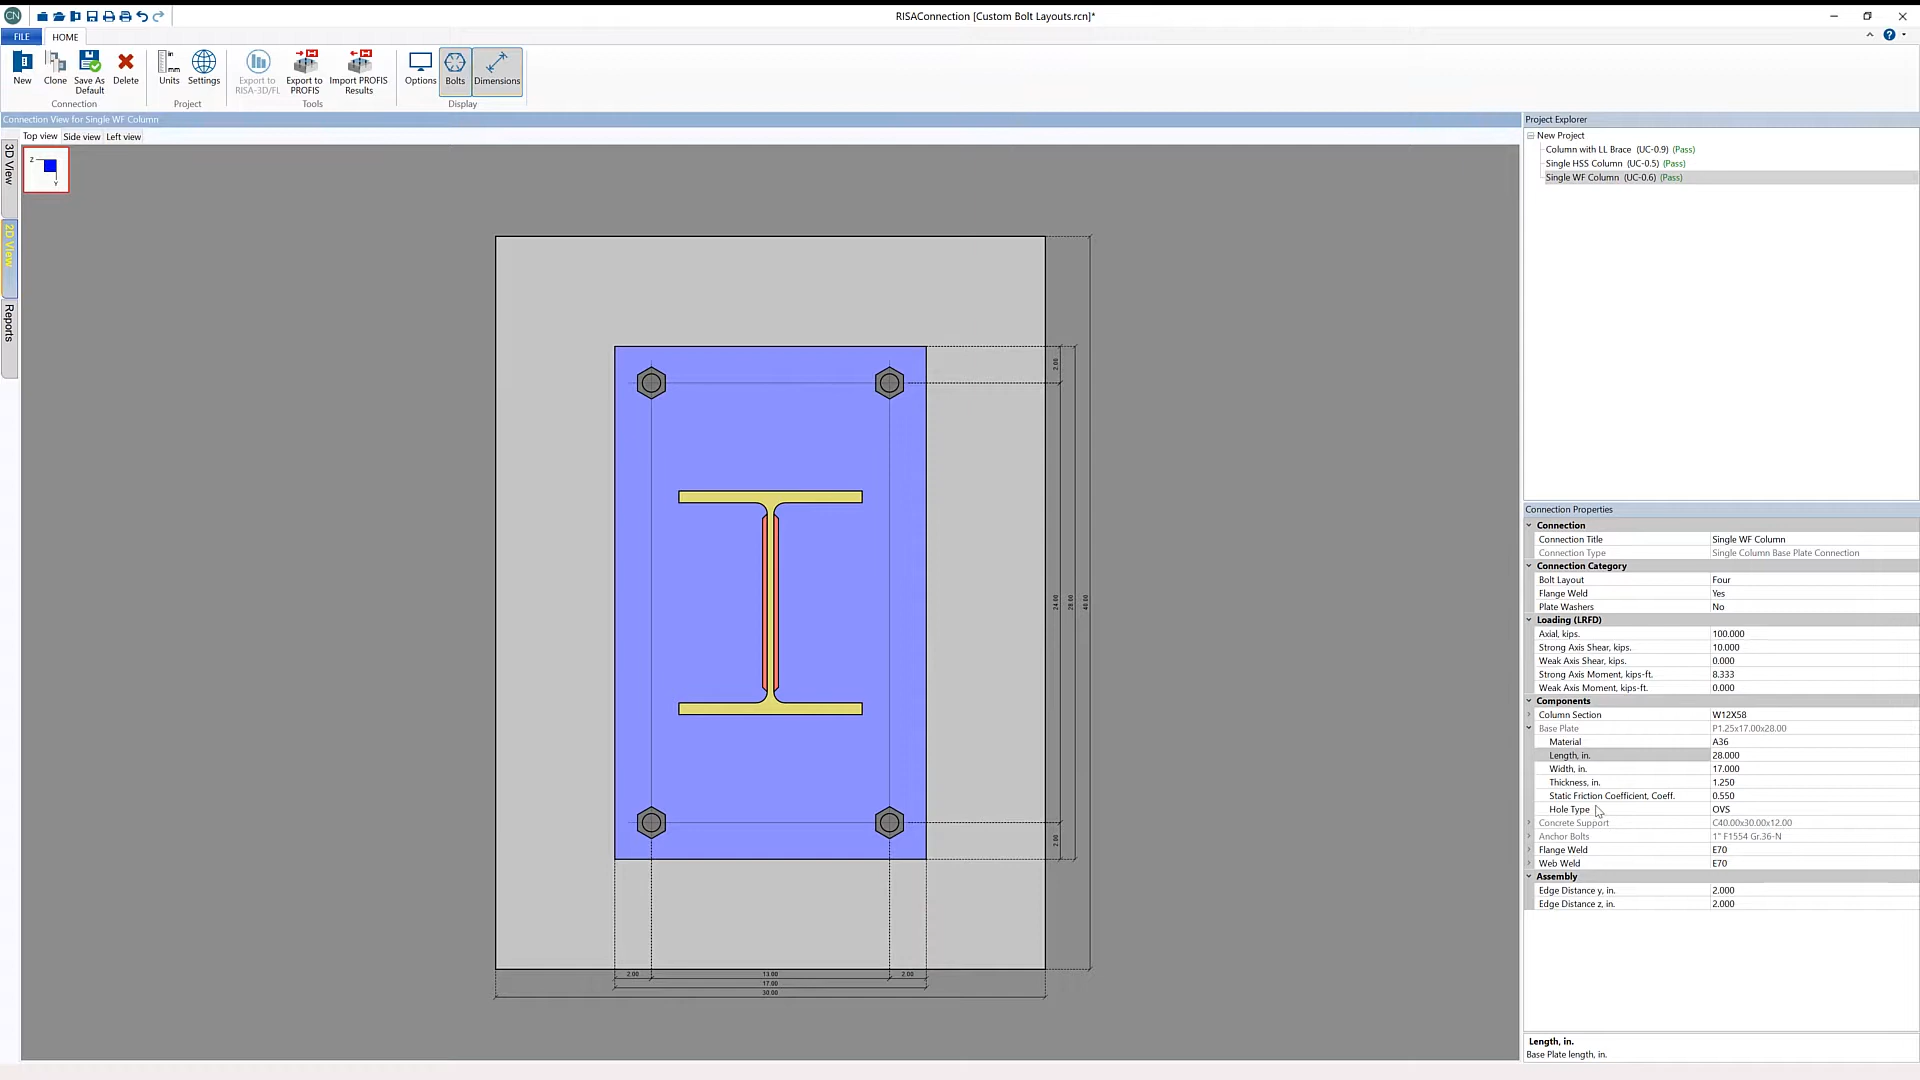 CN
RISAConnection [Custom Bolt Layouts.rcn]*
FILE
HOME
New
Clone
Save As Default
Delete
in
mm
Units
Settings
Export to RISA-3D/FL
Export to PROFIS
Import PROFIS Results
Options
Bolts
Dimensions
Connection
Project
Tools
Display
Connection View for Single WF Column
Top view
Side view
Left view
3D View
2D View
Reports
Z
Y
2.00
24.00
28.00
40.00
2.00
2.00
13.00
2.00
17.00
30.00
Project Explorer
New Project
Column with LL Brace (UC-0.9) (Pass)
Single HSS Column (UC-0.5) (Pass)
Single WF Column (UC-0.6) (Pass)
Connection Properties
Connection
Connection Title Single WF Column
Connection Type Single Column Base Plate Connection
Connection Category
Bolt Layout Four
Flange Weld Yes
Plate Washers No
Loading (LRFD)
Axial, kips. 100.000
Strong Axis Shear, kips. 10.000
Weak Axis Shear, kips. 0.000
Strong Axis Moment, kips-ft. 8.333
Weak Axis Moment, kips-ft. 0.000
Components
Column Section W12X58
Base Plate P1.25x17.00x28.00
Material A36
Length, in. 28.000
Width, in. 17.000
Thickness, in. 1.250
Static Friction Coefficient, Coeff. 0.550
Hole Type OVS
Concrete Support C40.00x30.00x12.00
Anchor Bolts 1" F1554 Gr.36-N
Flange Weld E70
Web Weld E70
Assembly
Edge Distance y, in. 2.000
Edge Distance z, in. 2.000
Length, in.
Base Plate length, in.